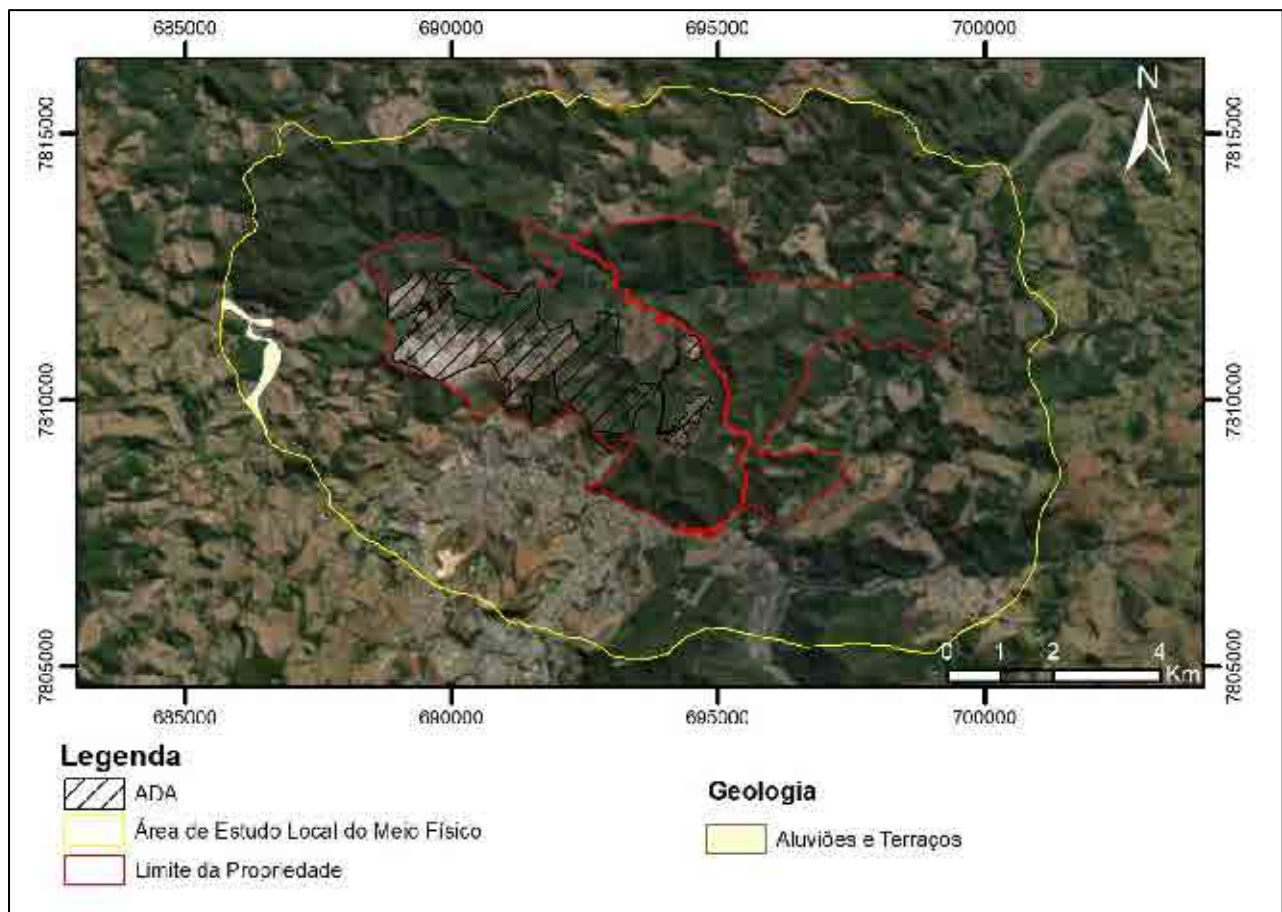 685000 690000 695000 700000
N
7815000 7815000
7810000 7810000
7805000 7805000
0 1 2 4
Km
685000 690000 695000 700000
Legenda
ADA
Área de Estudo Local do Meio Físico
Limite da Propriedade
Geologia
Aluviões e Terraços